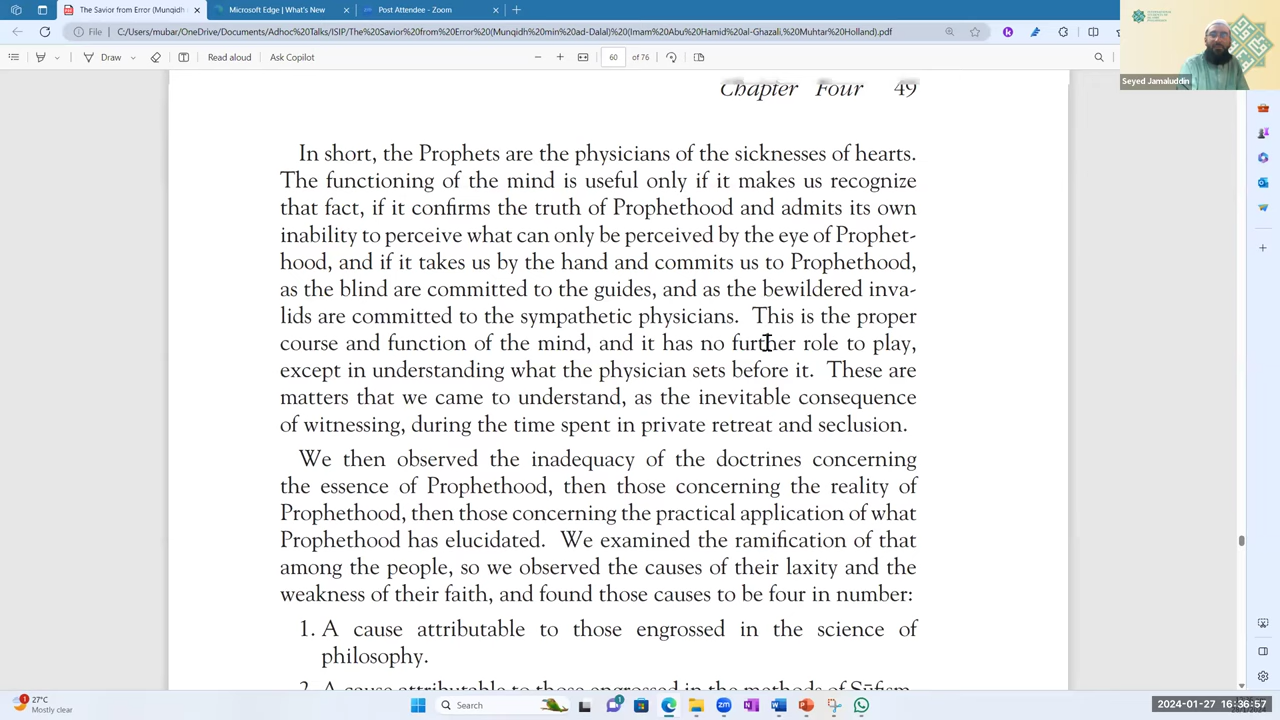 The Savior from Error (Munqidh
Microsoft Edge | What's New
Post Attendee - Zoom
File
C:/Users/mubar/OneDrive/Adhoc%20Talks/ISIP/The%20Savior%20from%20Error%20(Munqidh%20min%20ad-Dalal)%20(Imam%20Abu%20Hamid%20al-Ghazali,%20Muhtar%20Holland).pdf
Draw
Read aloud
Ask Copilot
60 of 76
Seyed Jamaluddin
Chapter Four 49
In short, the Prophets are the physicians of the sicknesses of hearts.
The functioning of the mind is useful only if it makes us recognize
that fact, if it confirms the truth of Prophethood and admits its own
inability to perceive what can only be perceived by the eye of Prophet-
hood, and if it takes us by the hand and commits us to Prophethood,
as the blind are committed to the guides, and as the bewildered inva-
lids are committed to the sympathetic physicians. This is the proper
course and function of the mind, and it has no further role to play,
except in understanding what the physician sets before it. These are
matters that we came to understand, as the inevitable consequence
of witnessing, during the time spent in private retreat and seclusion.
We then observed the inadequacy of the doctrines concerning
the essence of Prophethood, then those concerning the reality of
Prophethood, then those concerning the practical application of what
Prophethood has elucidated. We examined the ramification of that
among the people, so we observed the causes of their laxity and the
weakness of their faith, and found those causes to be four in number:
1. A cause attributable to those engrossed in the science of
philosophy.
2. A cause attributable to those engrossed in the methods of Sūfism.
1
27°C
Mostly clear
Search
2024-01-27 16:36:57